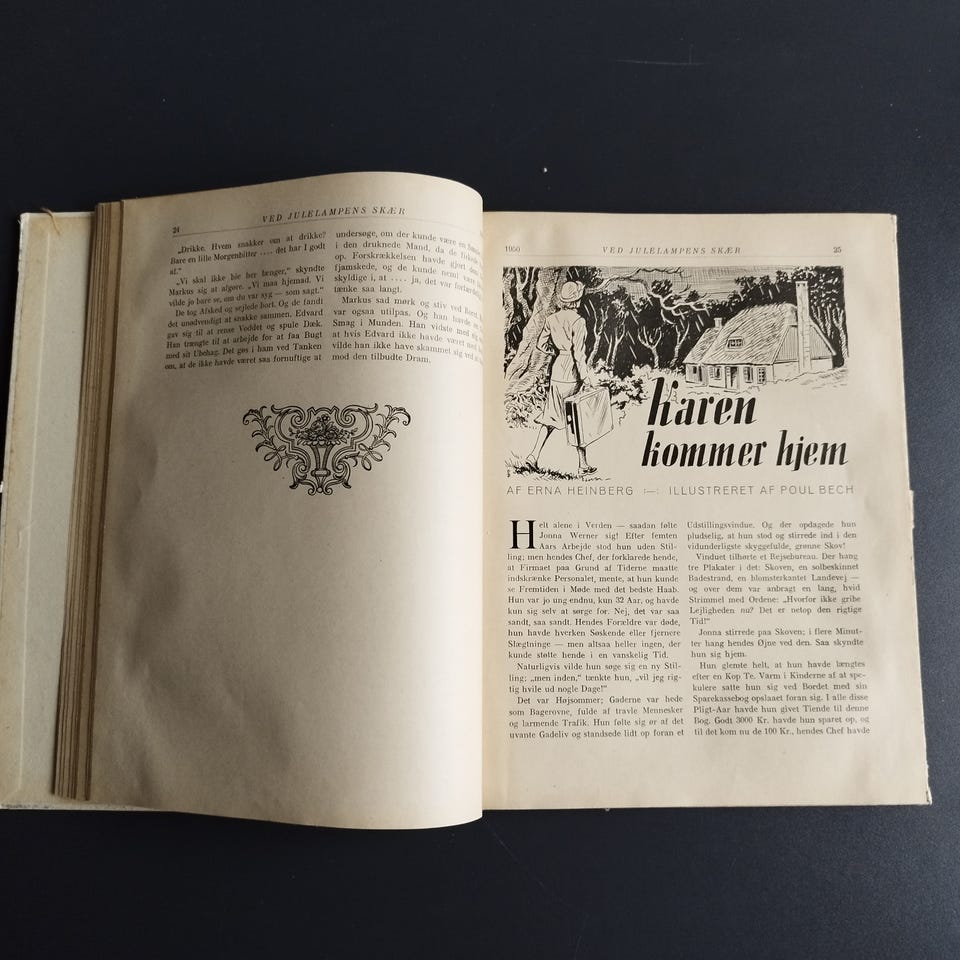 24
VED JULELAMPENS SKÆR
„Drikke. Hvem snakker om at drikke?
Bare en lille Morgenbitter .... det har I godt
af.“
„Vi skal ikke bie her længer,“ skyndte
Markus sig at afgøre. „Vi maa hjemad. Vi
vilde jo bare se, om du var syg — som sagt.“
De tog Afsked og sejlede bort. Og de fandt
det unødvendigt at snakke sammen. Edvard
gav sig til at rense Voddet og spule Dæk.
Hun trængte til at arbejde for at faa Bugt
med sit Ubehag. Det gøs i ham ved Tanken
om, at de ikke havde været saa fornuftige at
undersøge, om der kunde være en
i den druknede Mand, da de
op. Forskrækkelsen havde gjort dem
fjamskede, og de kunde nemt
skyldige i, at .... ja, det var
tænke saa langt.
Markus sad mørk og stiv ved Roret.
var ogsaa utilpas. Og han havde en
Smag i Munden. Han vidste med sig
at hvis Edvard ikke havde været med
vilde han ikke have skammet sig ved
mod den tilbudte Dram.
1950
VED JULELAMPENS SKÆR
25
Karen
kommer hjem
AF ERNA HEINBERG :—: ILLUSTRERET AF POUL BECH
Helt alene i Verden — saadan følte
Jonna Werner sig! Efter femten
Aars Arbejde stod hun uden Stil-
ling; men hendes Chef, der forklarede hende,
at Firmaet paa Grund af Tiderne maatte
indskrænke Personalet, mente, at hun kunde
se Fremtiden i Møde med det bedste Haab.
Hun var jo ung endnu, kun 32 Aar, og havde
kun sig selv at sørge for. Nej, det var saa
sandt, saa sandt. Hendes Forældre var døde,
hun havde hverken Søskende eller fjernere
Slægtninge — men altsaa heller ingen, der
kunde støtte hende i en vanskelig Tid.
Naturligvis vilde hun søge sig en ny Stil-
ling; „men inden,“ tænkte hun, „vil jeg rig-
tig hvile ud nogle Dage!“
Det var Højsommer; Gaderne var hede
som Bagerovne, fulde af travle Mennesker
og larmende Trafik. Hun følte sig ør af det
uvante Gadeliv og standsede lidt op foran et
Udstillingsvindue. Og der opdagede hun
pludselig, at hun stod og stirrede ind i den
vidunderligste skyggefulde, grønne Skov!
Vinduet tilhørte et Rejsebureau. Der hang
tre Plakater i det: Skoven, en solbeskinnet
Badestrand, en blomsterkantet Landevej —
og over dem var anbragt en lang, hvid
Strimmel med Ordene: „Hvorfor ikke gribe
Lejligheden nu? Det er netop den rigtige
Tid!“
Jonna stirrede paa Skoven; i flere Minut-
ter hang hendes Øjne ved den. Saa skyndte
hun sig hjem.
Hun glemte helt, at hun havde længtes
efter en Kop Te. Varm i Kinderne af at spe-
kulere satte hun sig ved Bordet med sin
Sparekassebog opslaaet foran sig. I alle disse
Pligt-Aar havde hun givet Tiende til denne
Bog. Godt 3000 Kr. havde hun sparet op, og
til det kom nu de 100 Kr., hendes Chef havde